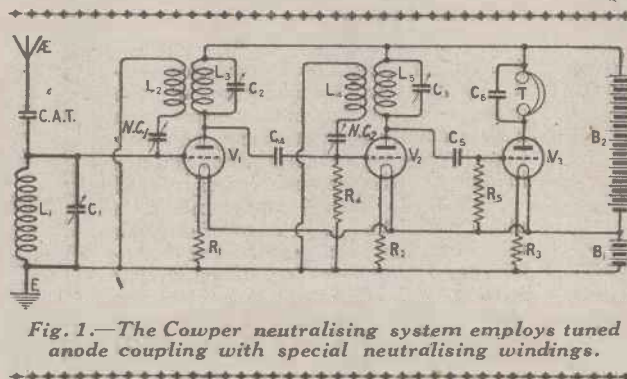 Æ
C.A.T.
L₁
C₁
E
L₂
L₃
C₂
N.C₁
V₁
R₁
C₄
R₄
L₄
L₅
C₃
N.C₂
V₂
R₂
C₅
R₅
C₆
T
V₃
R₃
B₂
B₁
Fig. 1.—The Cowper neutralising system employs tuned
anode coupling with special neutralising windings.